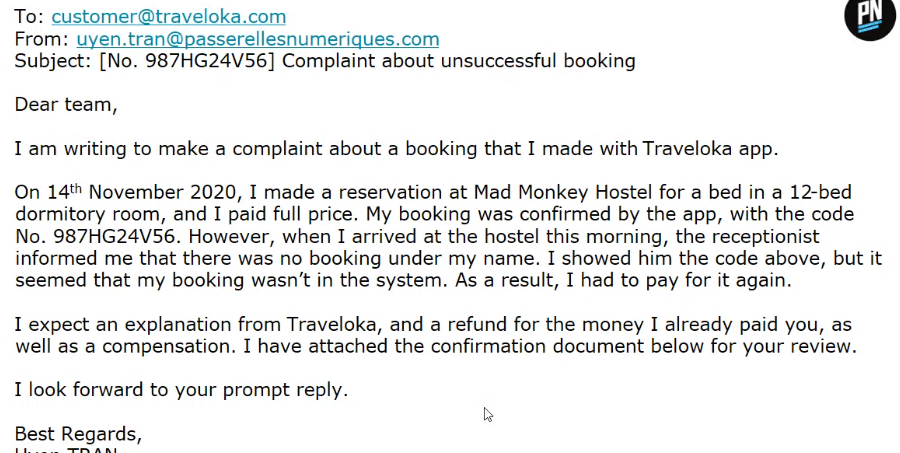 To: customer@traveloka.com
PN
From: uyen.tran@passerellesnumeriques.com
Subject: [No. 987HG24V56] Complaint about unsuccessful booking
Dear team,
I am writing to make a complaint about a booking that I made with Traveloka app.
On 14th November 2020, I made a reservation at Mad Monkey Hostel for a bed in a 12-bed
dormitory room, and I paid full price. My booking was confirmed by the app, with the code
No. 987HG24V56. However, when I arrived at the hostel this morning, the receptionist
informed me that there was no booking under my name. I showed him the code above, but it
seemed that my booking wasn’t in the system. As a result, I had to pay for it again.
I expect an explanation from Traveloka, and a refund for the money I already paid you, as
well as a compensation. I have attached the confirmation document below for your review.
I look forward to your prompt reply.
Best Regards,
Uyen TRAN